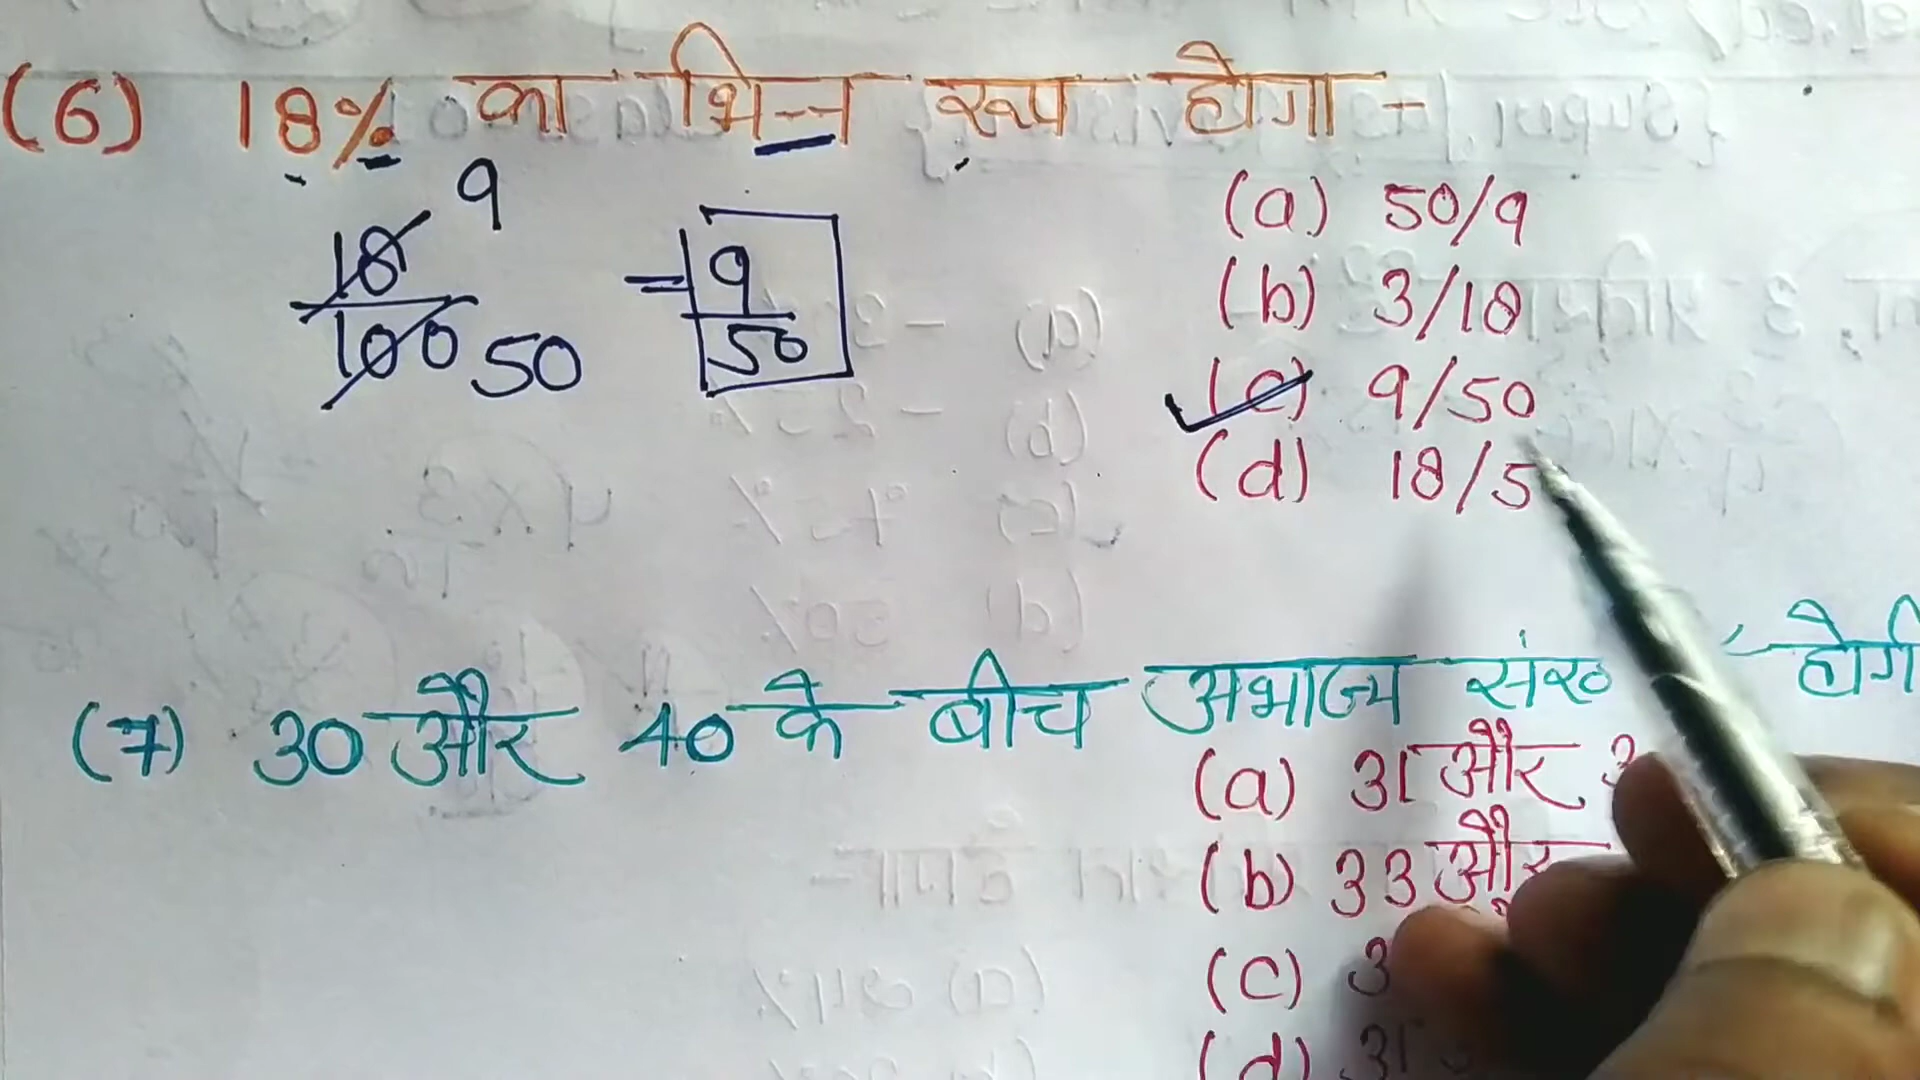 (6) 18% का भिन्न रूप होगा -
18/100 9 50 = 9/50
(a) 50/9
(b) 3/18
(c) 9/50
(d) 18/5
(7) 30 और 40 के बीच अभाज्य होगी
(a) 31 और
(b) 33 और
(c)
(d) 31